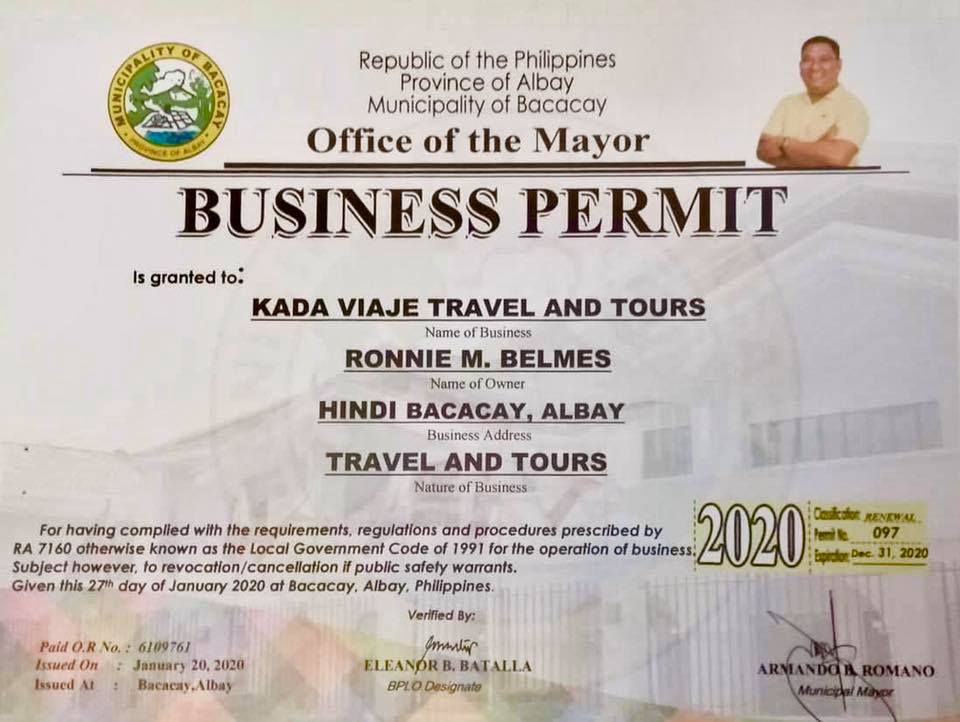 MUNICIPALITY OF BACACAY
PROVINCE OF ALBAY
Republic of the Philippines
Province of Albay
Municipality of Bacacay
Office of the Mayor
BUSINESS PERMIT
Is granted to:
KADA VIAJE TRAVEL AND TOURS
Name of Business
RONNIE M. BELMES
Name of Owner
HINDI BACACAY, ALBAY
Business Address
TRAVEL AND TOURS
Nature of Business
For having complied with the requirements, regulations and procedures prescribed by
RA 7160 otherwise known as the Local Government Code of 1991 for the operation of business.
Subject however, to revocation/cancellation if public safety warrants.
Given this 27th day of January 2020 at Bacacay, Albay, Philippines.
2020
Classification: RENEWAL
Permit No. 097
Expiration: Dec. 31, 2020
Verified By:
Paid O.R No. : 6109761
Issued On : January 20, 2020
Issued At : Bacacay,Albay
ELEANOR B. BATALLA
BPLO Designate
ARMANDO B. ROMANO
Municipal Mayor